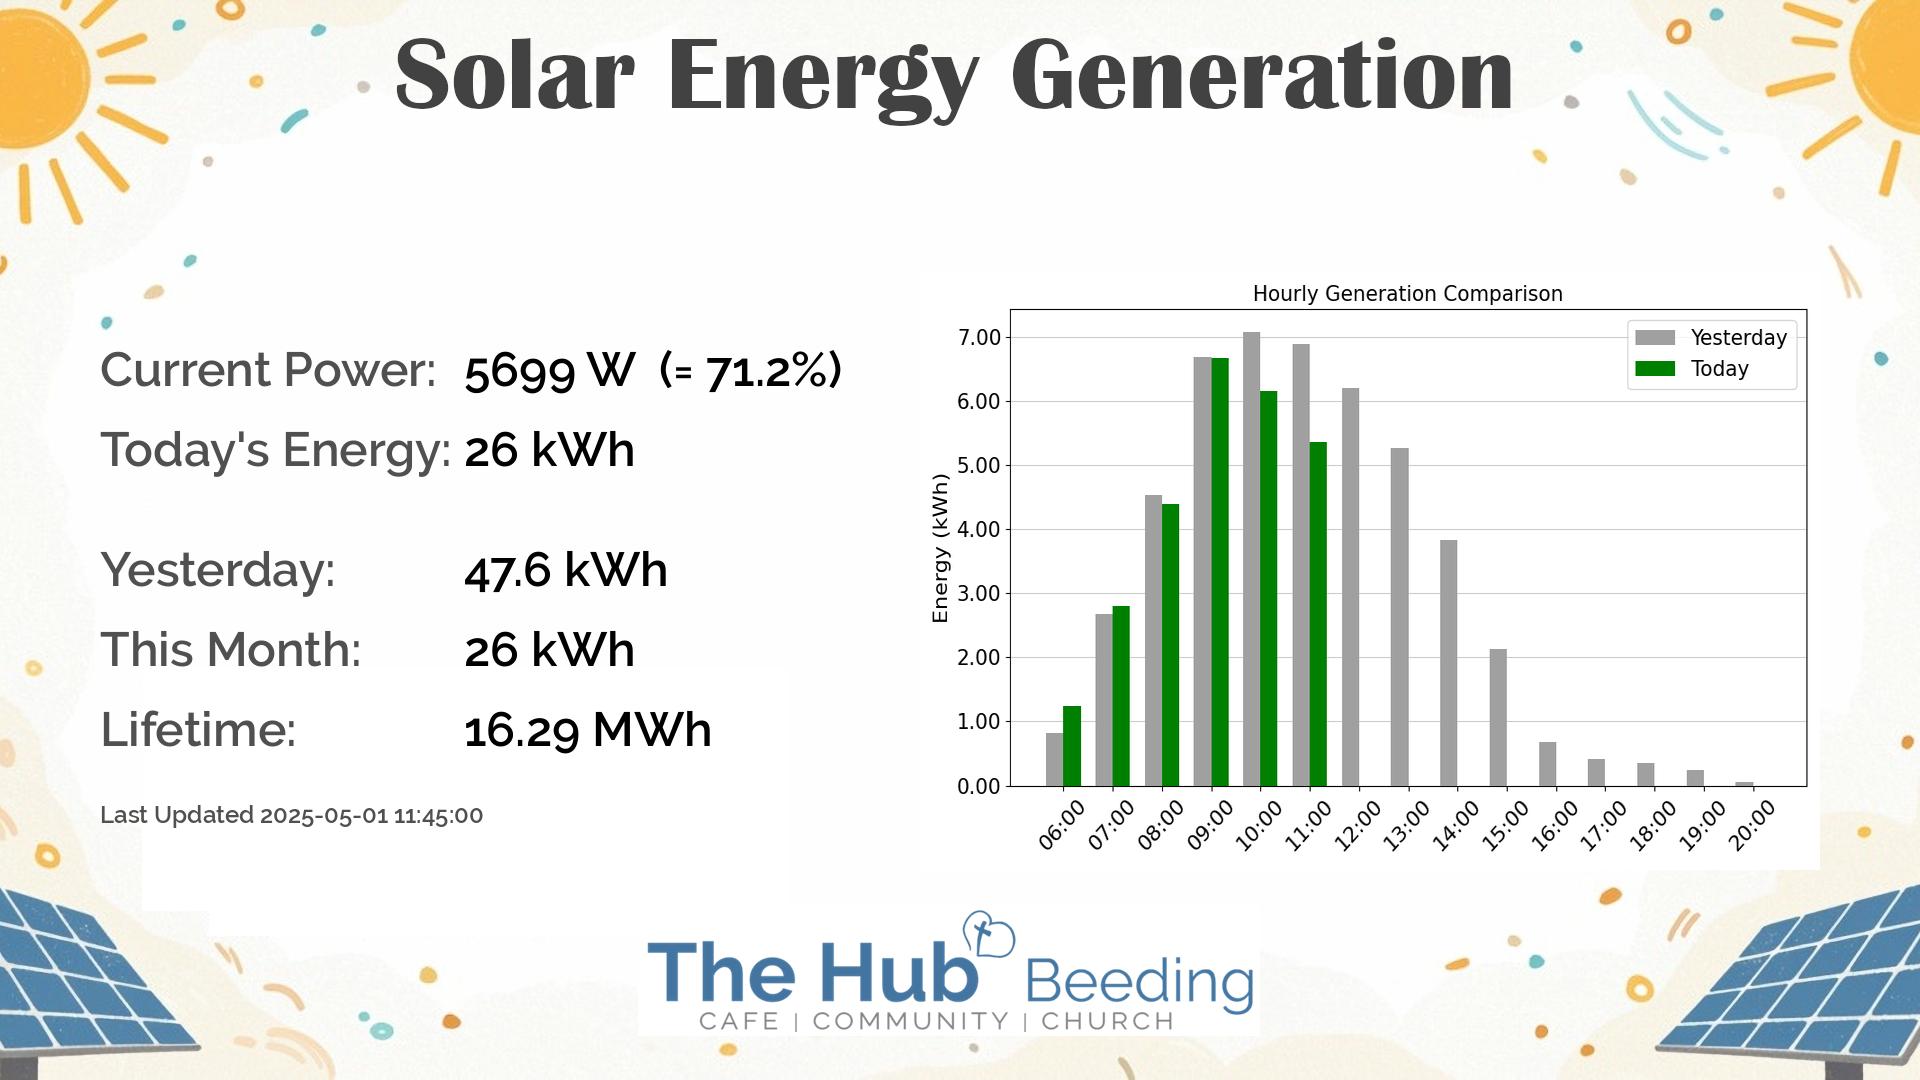 Solar Energy Generation
Current Power: 5699 W (= 71.2%)
Today's Energy: 26 kWh
Yesterday: 47.6 kWh
This Month: 26 kWh
Lifetime: 16.29 MWh
Last Updated 2025-05-01 11:45:00
Hourly Generation Comparison
Yesterday
Today
Energy (kWh)
7.00
6.00
5.00
4.00
3.00
2.00
1.00
0.00
06:00 07:00 08:00 09:00 10:00 11:00 12:00 13:00 14:00 15:00 16:00 17:00 18:00 19:00 20:00
The Hub Beeding
CAFE | COMMUNITY | CHURCH